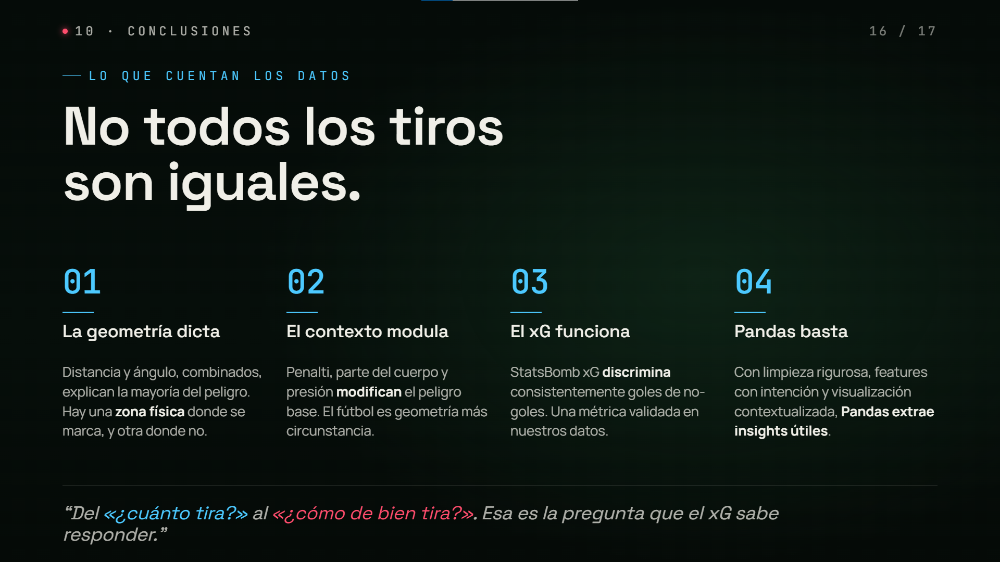 10 · CONCLUSIONES
16 / 17
LO QUE CUENTAN LOS DATOS
No todos los tiros
son iguales.
01
La geometría dicta
Distancia y ángulo, combinados,
explican la mayoría del peligro.
Hay una zona física donde se
marca, y otra donde no.
02
El contexto modula
Penalti, parte del cuerpo y
presión modifican el peligro
base. El fútbol es geometría más
circunstancia.
03
El xG funciona
StatsBomb xG discrimina
consistentemente goles de no-
goles. Una métrica validada en
nuestros datos.
04
Pandas basta
Con limpieza rigurosa, features
con intención y visualización
contextualizada, Pandas extrae
insights útiles.
“Del «¿cuánto tira?» al «¿cómo de bien tira?». Esa es la pregunta que el xG sabe
responder.”